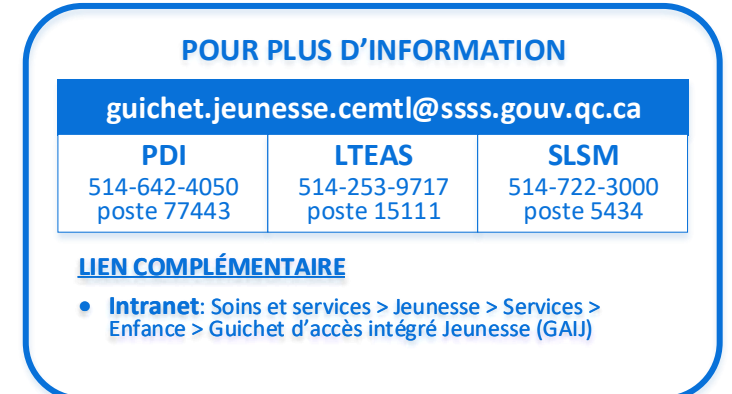 POUR PLUS D’INFORMATION
guichet.jeunesse.cemtl@ssss.gouv.qc.ca
PDI
514-642-4050
poste 77443
LTEAS
514-253-9717
poste 15111
SLSM
514-722-3000
poste 5434
LIEN COMPLÉMENTAIRE
• Intranet: Soins et services > Jeunesse > Services >
Enfance > Guichet d’accès intégré Jeunesse (GAIJ)